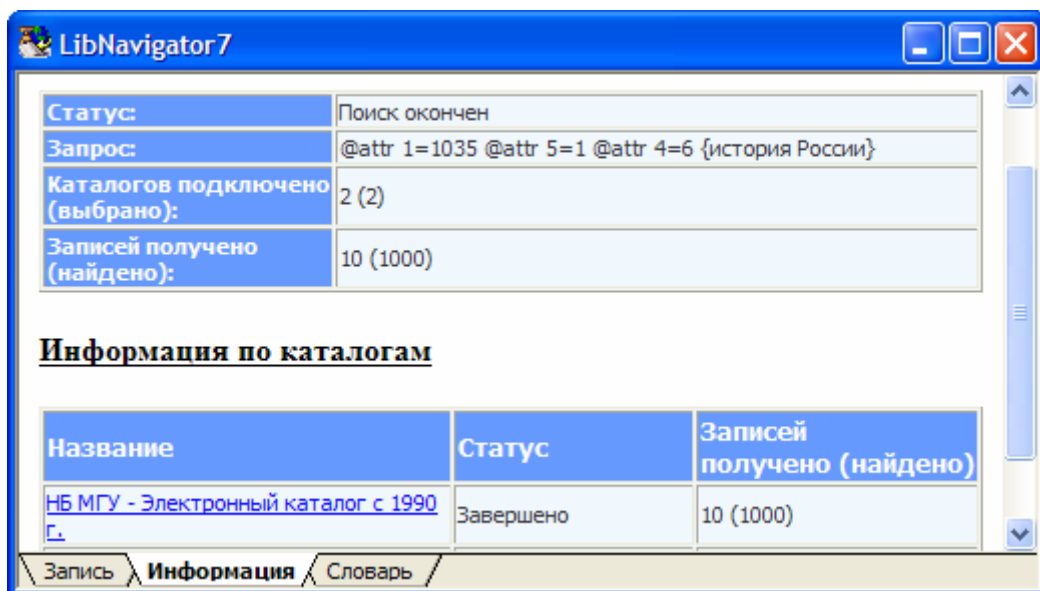 LibNavigator7
Статус: Поиск окончен
Запрос: @attr 1=1035 @attr 5=1 @attr 4=6 {история России}
Каталогов подключено
(выбрано): 2 (2)
Записей получено
(найдено): 10 (1000)
Информация по каталогам
Название Статус Записей
получено (найдено)
НБ МГУ - Электронный каталог с 1990
г. Завершено 10 (1000)
Запись Информация Словарь